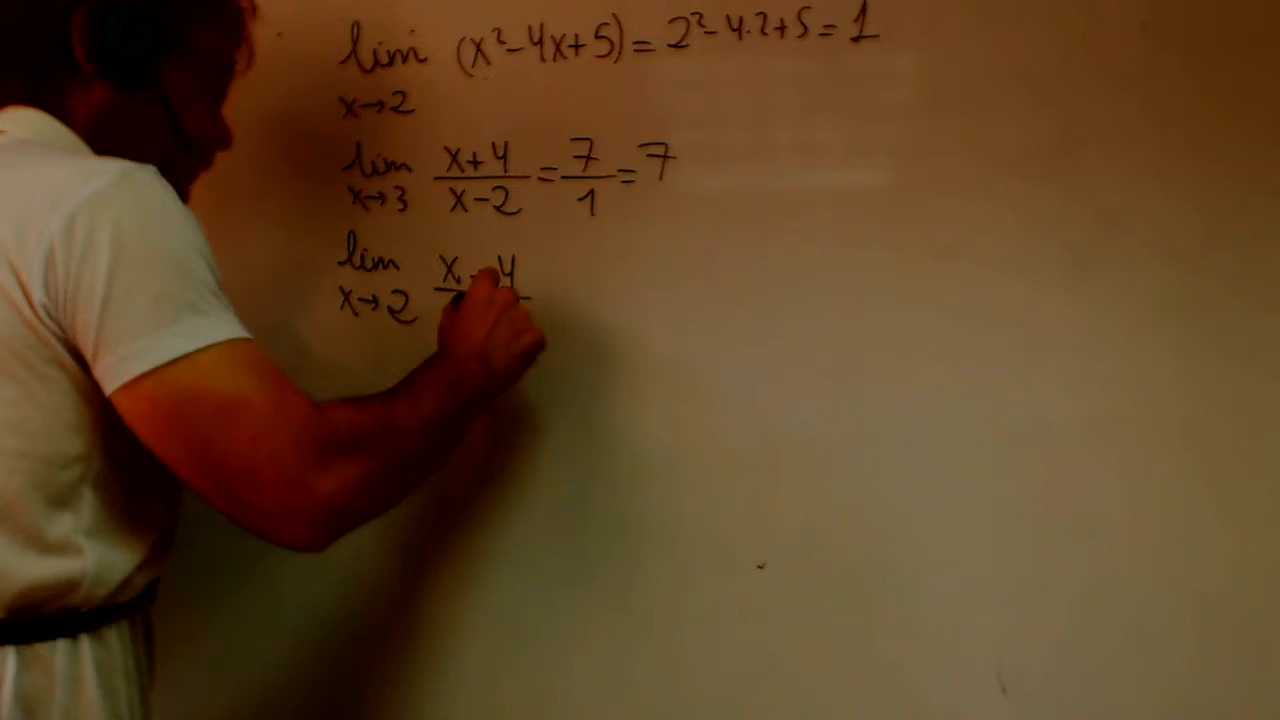 lim (x²-4x+5) = 2²-4.2+5 = 1
x→2
lim x+4/x-2 = 7/1 = 7
x→3
lim x-4
x→2